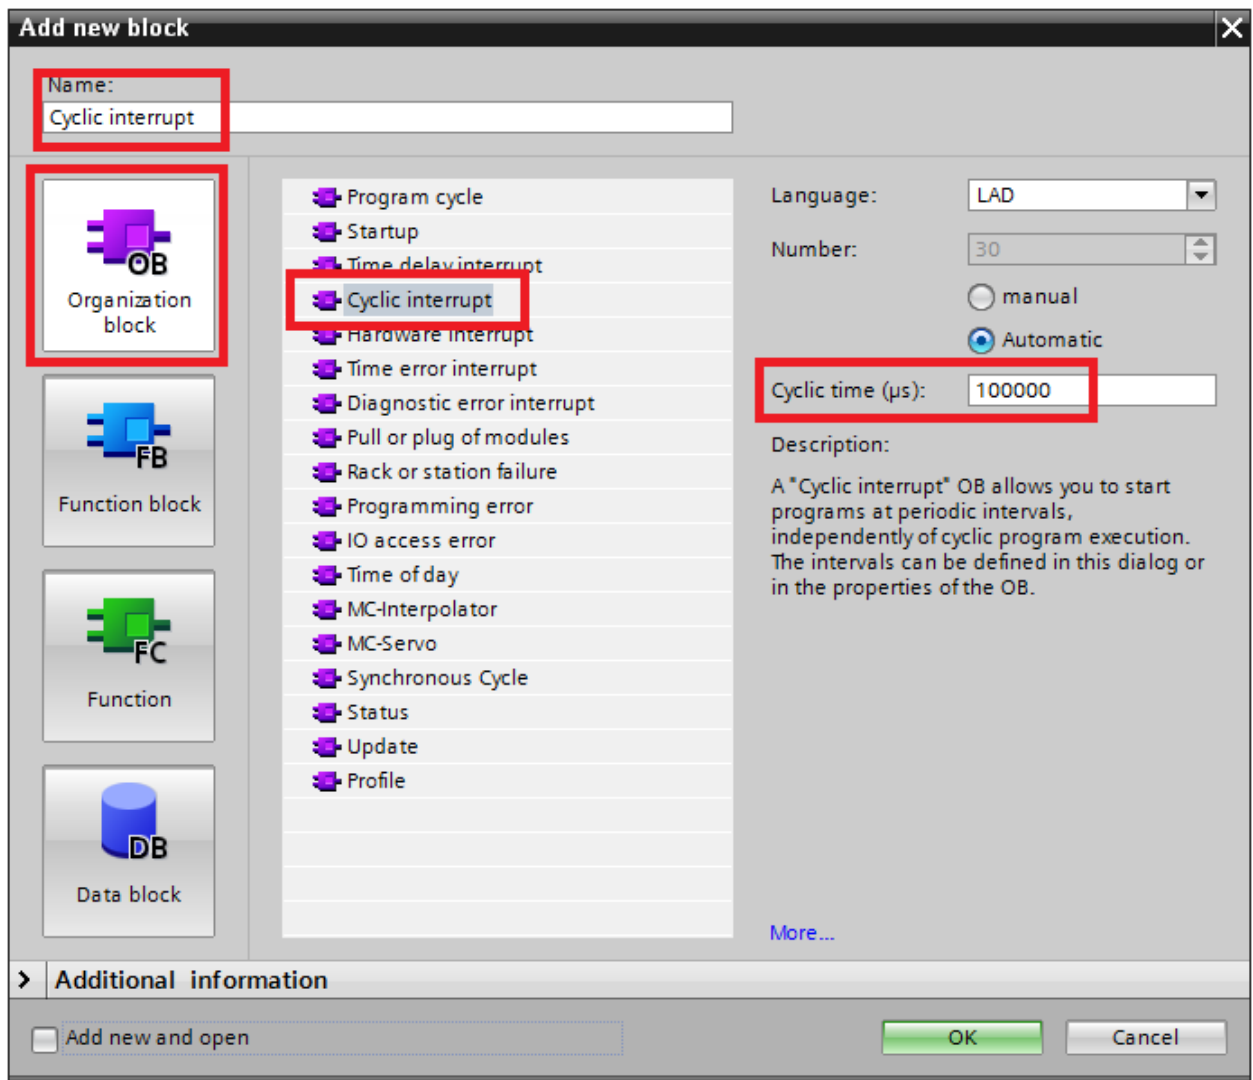 Add new block
Name:
Cyclic interrupt
OB
Organization
block
FB
Function block
FC
Function
DB
Data block
Program cycle
Startup
Time delay interrupt
Cyclic interrupt
Hardware interrupt
Time error interrupt
Diagnostic error interrupt
Pull or plug of modules
Rack or station failure
Programming error
IO access error
Time of day
MC-Interpolator
MC-Servo
Synchronous Cycle
Status
Update
Profile
Language: LAD
Number: 30
manual
Automatic
Cyclic time (µs): 100000
Description:
A "Cyclic interrupt" OB allows you to start
programs at periodic intervals,
independently of cyclic program execution.
The intervals can be defined in this dialog or
in the properties of the OB.
More...
Additional information
Add new and open
OK
Cancel